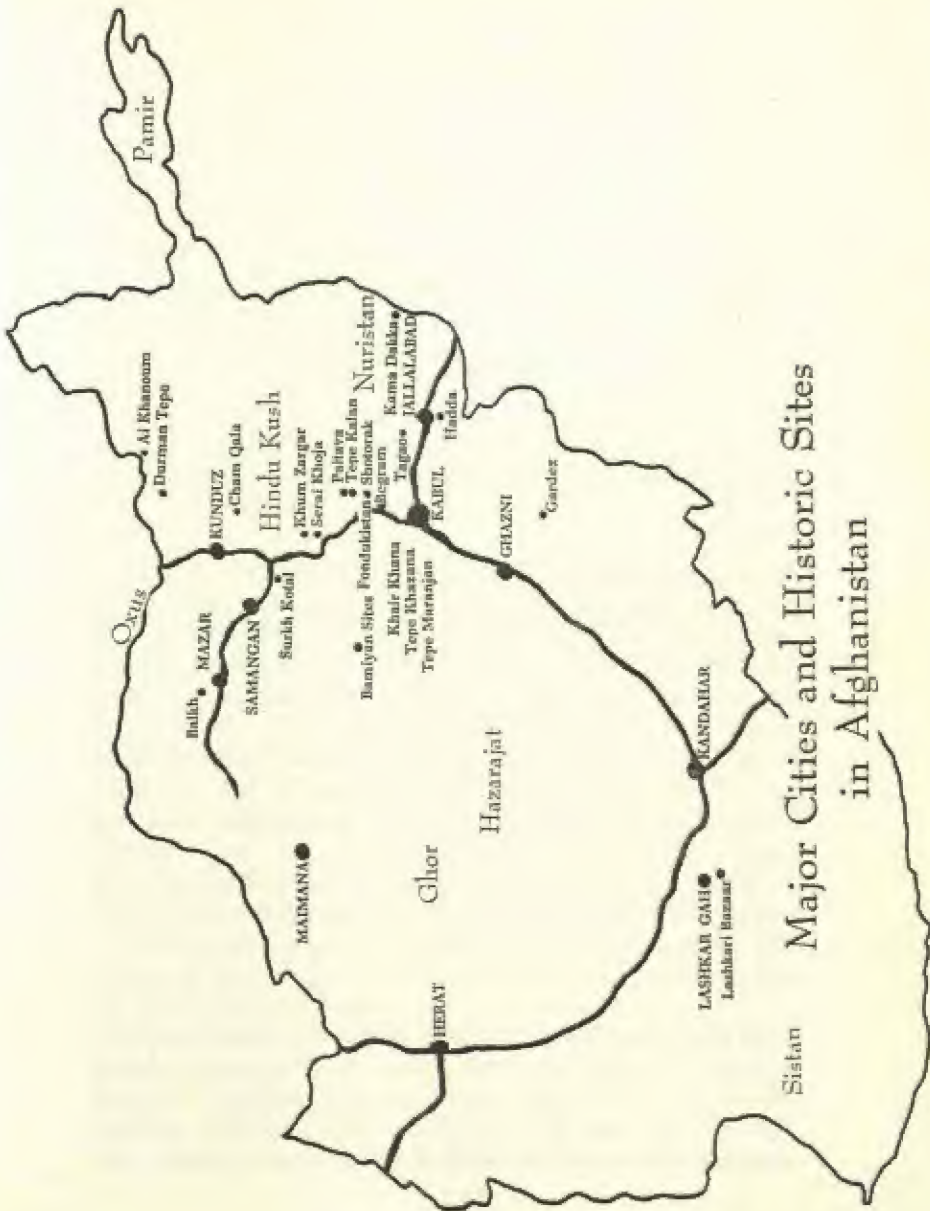 Pamir
Oxus
Ai Khanoum
Durman Tepe
KUNDUZ
Cham Qala
Hindu Kush
Balkh
MAZAR
SAMANGAN
Surkh Kotal
Khum Zargar
Serai Khoja
Nuristan
Paitava
Tepe Kalan
Shotorak
Begram
Bamiyan Sites
Fondukistan
Kama Dakka
JALLALABAD
Tagao
Hadda
Khair Khana
Tepe Khazana
Tepe Maranjan
KABUL
GHAZNI
Gardez
MAIMANA
Ghor
Hazarajat
HERAT
KANDAHAR
LASHKAR GAH
Lashkari Bazaar
Sistan
Major Cities and Historic Sites
in Afghanistan